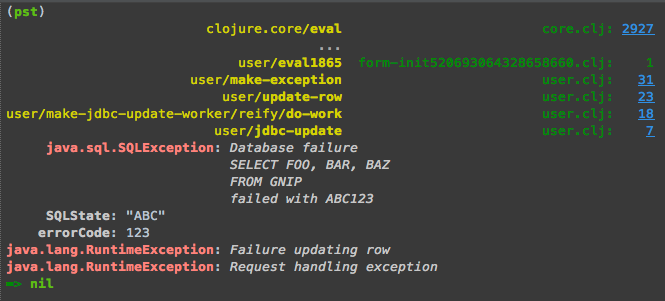 (pst)
clojure.core/eval core.clj: 2927
...
user/eval1865 form-init520693064328658660.clj: 1
user/make-exception user.clj: 31
user/update-row user.clj: 23
user/make-jdbc-update-worker/reify/do-work user.clj: 18
user/jdbc-update user.clj: 7
java.sql.SQLException: Database failure
SELECT FOO, BAR, BAZ
FROM GNIP
failed with ABC123
SQLState: "ABC"
errorCode: 123
java.lang.RuntimeException: Failure updating row
java.lang.RuntimeException: Request handling exception
=> nil